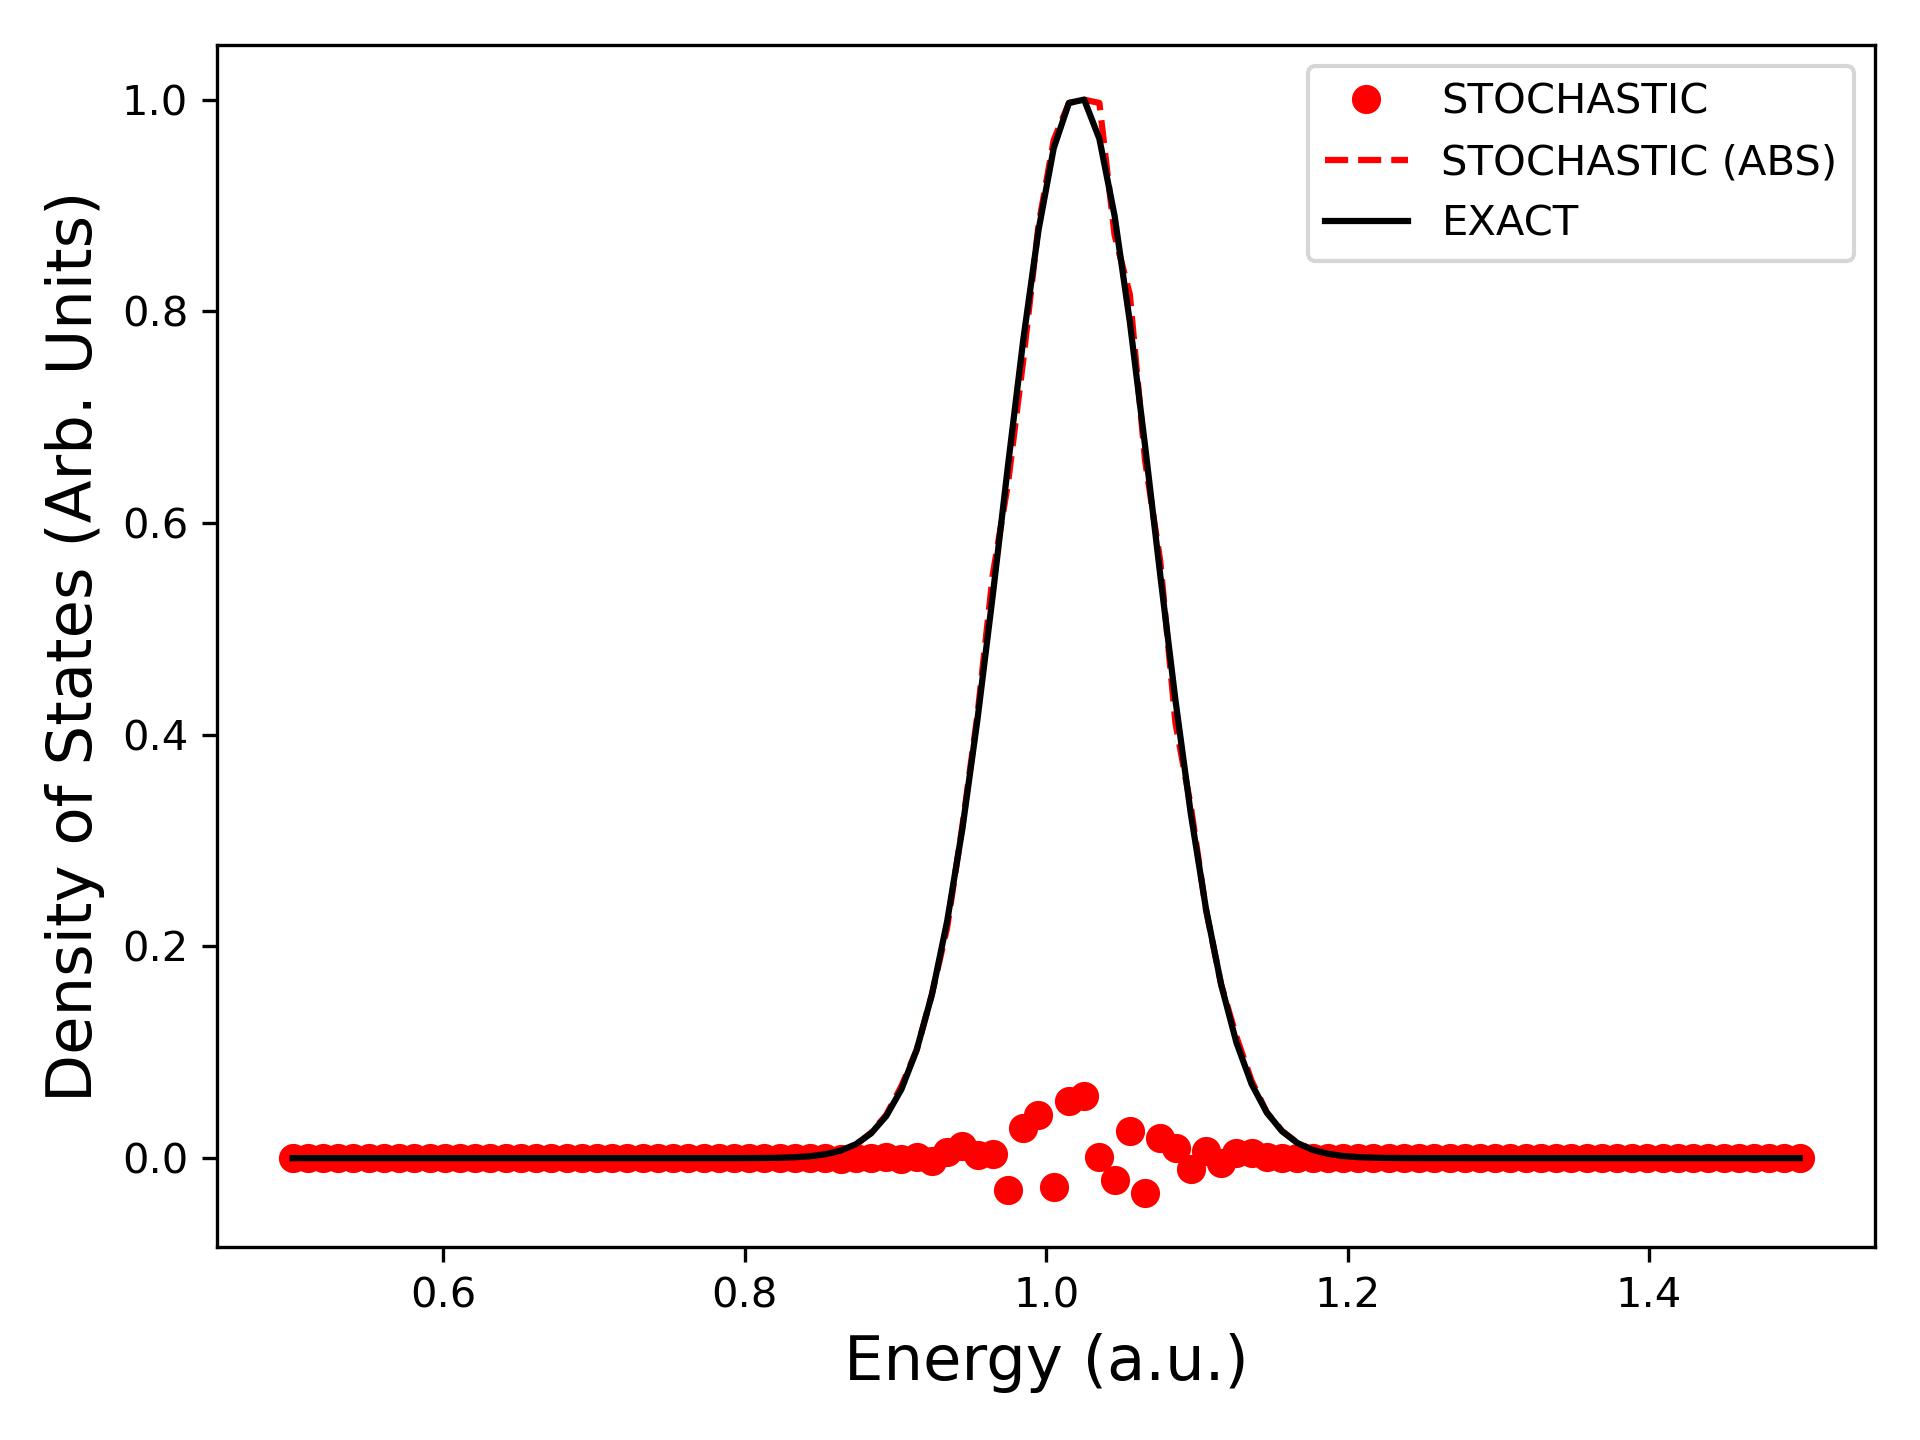 Density of States (Arb. Units)
1.0
0.8
0.6
0.4
0.2
0.0
STOCHASTIC
STOCHASTIC (ABS)
EXACT
0.6 0.8 1.0 1.2 1.4
Energy (a.u.)